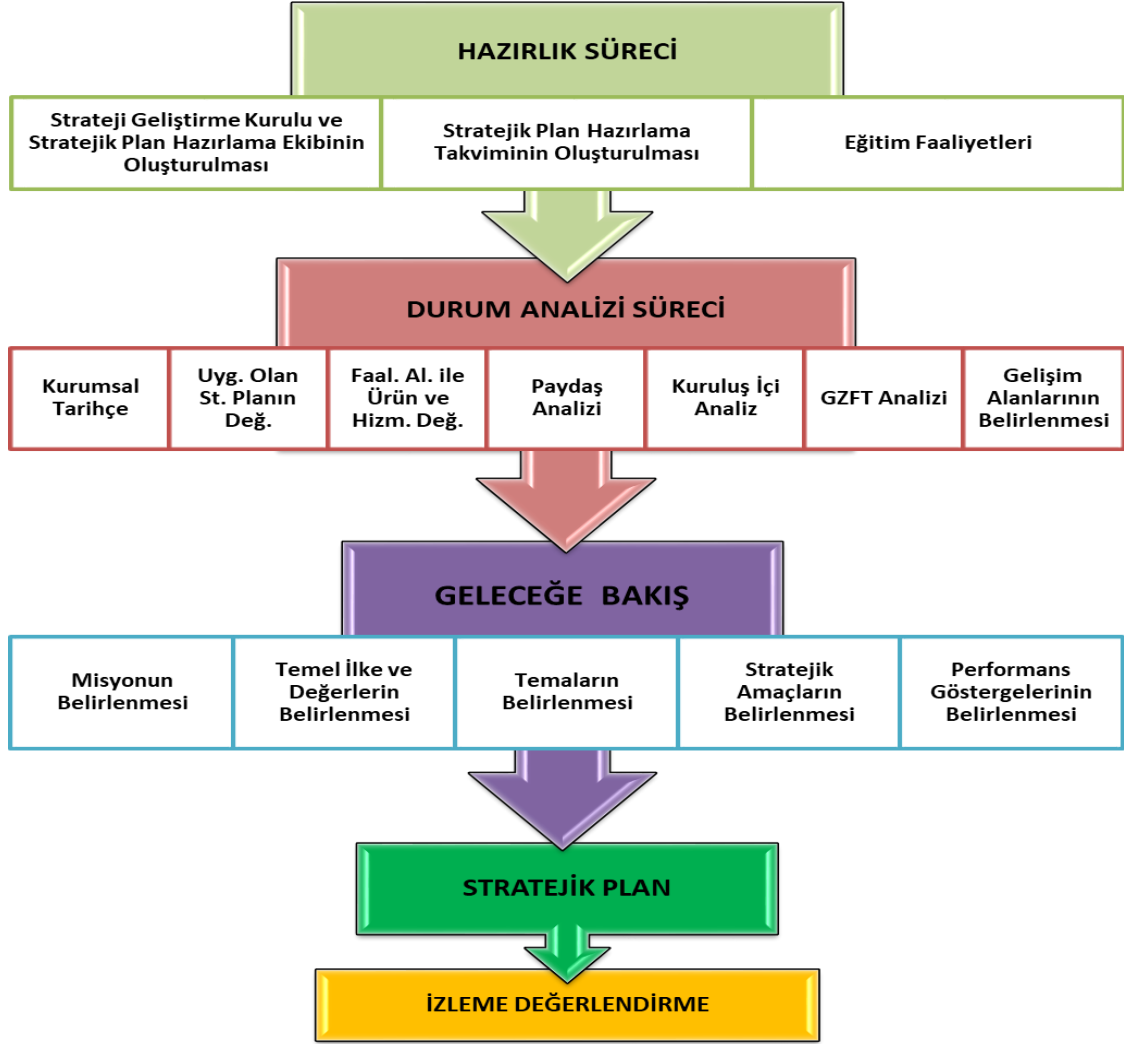 HAZIRLIK SÜRECİ
Strateji Geliştirme Kurulu ve
Stratejik Plan Hazırlama Ekibinin
Oluşturulması
Stratejik Plan Hazırlama
Takviminin Oluşturulması
Eğitim Faaliyetleri
DURUM ANALİZİ SÜRECİ
Kurumsal
Tarihçe
Uyg. Olan
St. Planın
Değ.
Faal. Al. ile
Ürün ve
Hizm. Değ.
Paydaş
Analizi
Kuruluş İçi
Analiz
GZFT Analizi
Gelişim
Alanlarının
Belirlenmesi
GELECEĞE BAKIŞ
Misyonun
Belirlenmesi
Temel İlke ve
Değerlerin
Belirlenmesi
Temaların
Belirlenmesi
Stratejik
Amaçların
Belirlenmesi
Performans
Göstergelerinin
Belirlenmesi
STRATEJİK PLAN
İZLEME DEĞERLENDİRME